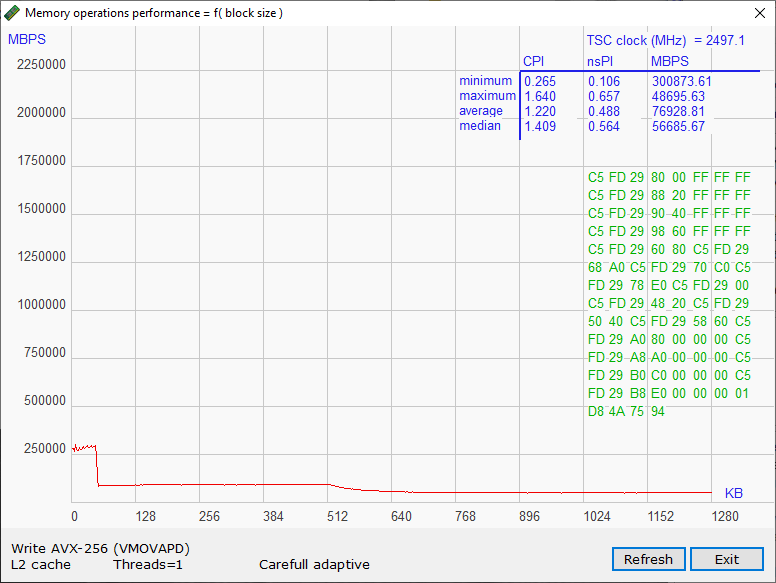 Memory operations performance = f( block size )
MBPS
TSC clock (MHz) = 2497.1
CPI nsPI MBPS
minimum 0.265 0.106 300873.61
maximum 1.640 0.657 48695.63
average 1.220 0.488 76928.81
median 1.409 0.564 56685.67
2250000
2000000
1750000
1500000
1250000
1000000
750000
500000
250000
C5 FD 29 80 00 FF FF FF
C5 FD 29 88 20 FF FF FF
C5 FD 29 90 40 FF FF FF
C5 FD 29 98 60 FF FF FF
C5 FD 29 60 80 C5 FD 29
68 A0 C5 FD 29 70 C0 C5
FD 29 78 E0 C5 FD 29 00
C5 FD 29 48 20 C5 FD 29
50 40 C5 FD 29 58 60 C5
FD 29 A0 80 00 00 00 C5
FD 29 A8 A0 00 00 00 C5
FD 29 B0 C0 00 00 00 C5
FD 29 B8 E0 00 00 00 01
D8 4A 75 94
KB
0 128 256 384 512 640 768 896 1024 1152 1280
Write AVX-256 (VMOVAPD)
L2 cache Threads=1 Carefull adaptive
Refresh Exit